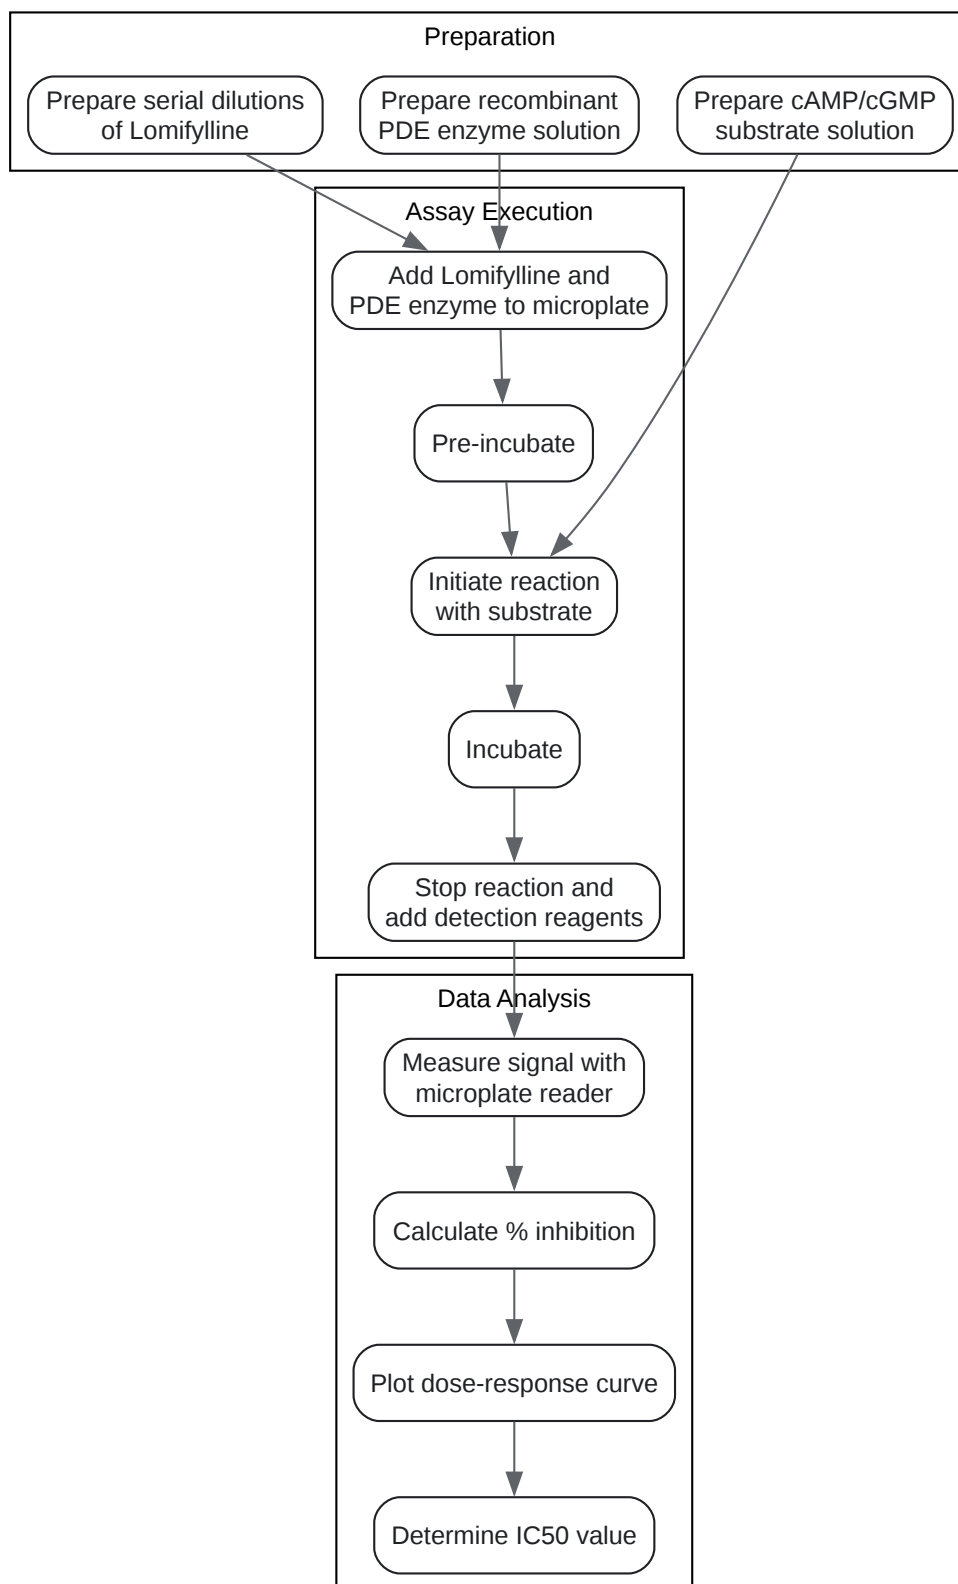 Preparation
Prepare serial dilutions
of Lomifylline
Prepare recombinant
PDE enzyme solution
Prepare cAMP/cGMP
substrate solution
Assay Execution
Add Lomifylline and
PDE enzyme to microplate
Pre-incubate
Initiate reaction
with substrate
Incubate
Stop reaction and
add detection reagents
Data Analysis
Measure signal with
microplate reader
Calculate % inhibition
Plot dose-response curve
Determine IC50 value